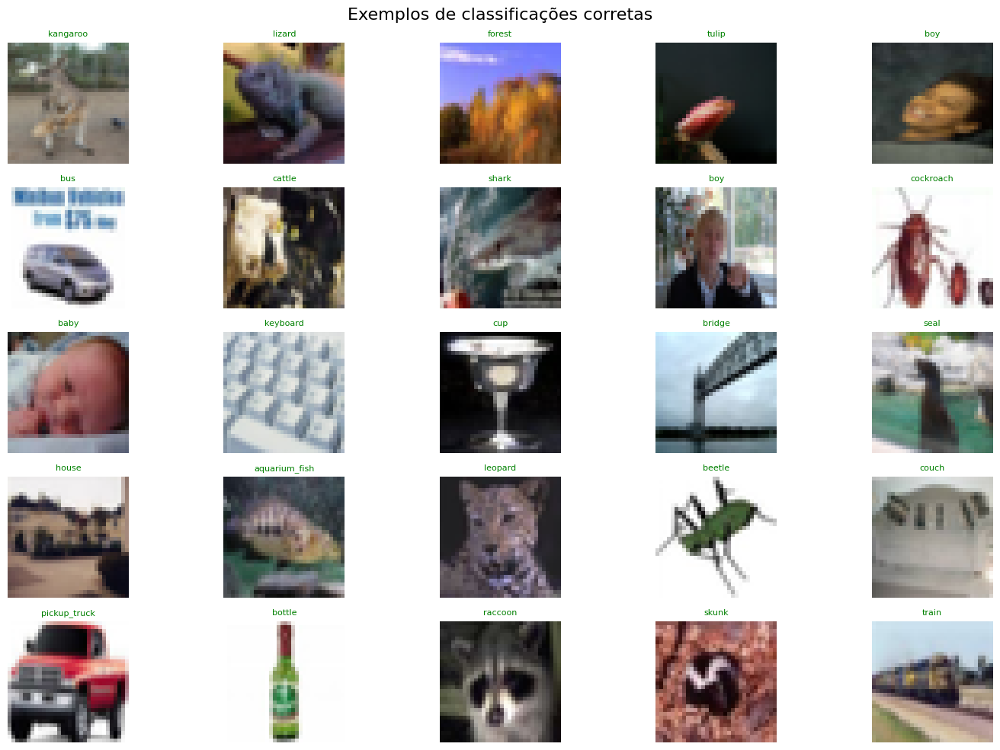 Exemplos de classificações corretas
kangaroo
lizard
forest
tulip
boy
bus
cattle
shark
boy
cockroach
baby
keyboard
cup
bridge
seal
house
aquarium_fish
leopard
beetle
couch
pickup_truck
bottle
raccoon
skunk
train